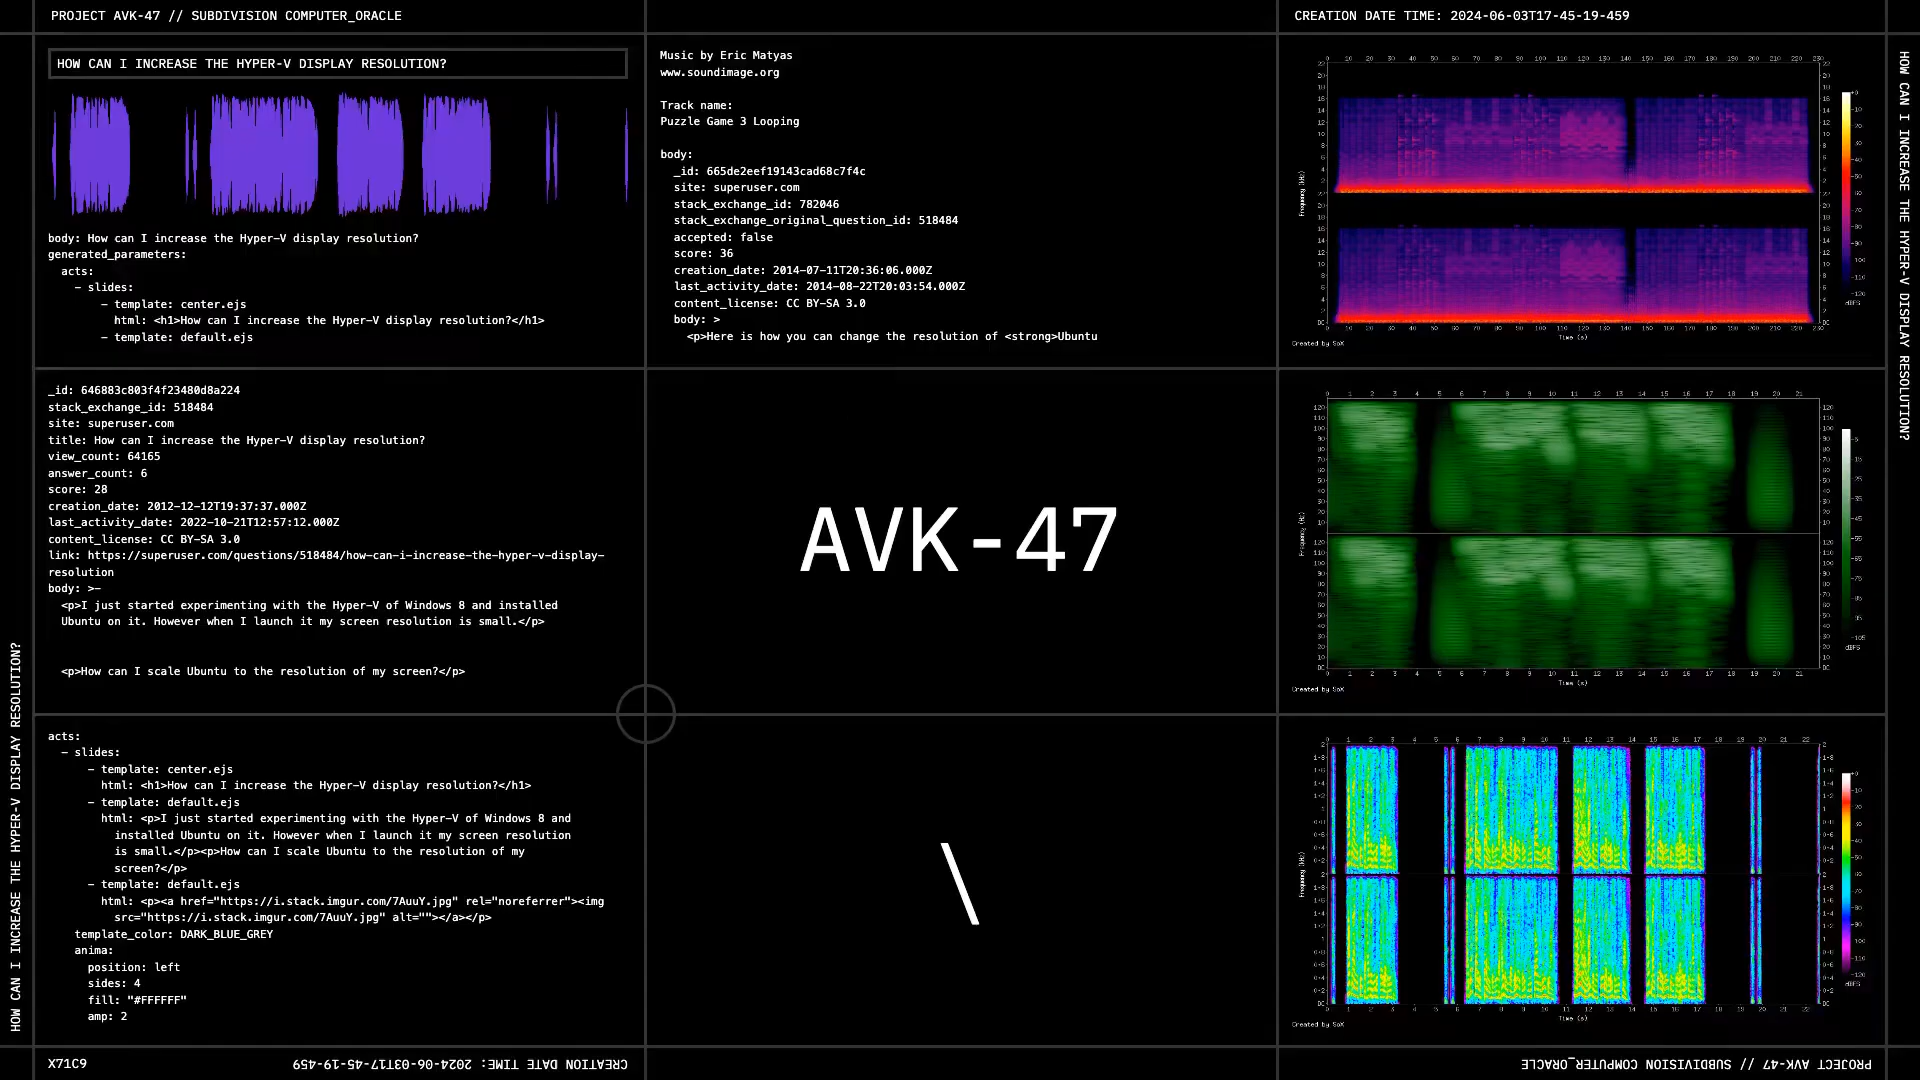 PROJECT AVK-47 // SUBDIVISION COMPUTER_ORACLE
CREATION DATE TIME: 2024-06-03T17-45-19-459
HOW CAN I INCREASE THE HYPER-V DISPLAY RESOLUTION?
body: How can I increase the Hyper-V display resolution?
generated_parameters:
acts:
- slides:
- template: center.ejs
html: <h1>How can I increase the Hyper-V display resolution?</h1>
- template: default.ejs
Music by Eric Matyas
www.soundimage.org
Track name:
Puzzle Game 3 Looping
body:
_id: 665de2eef19143cad68c7f4c
site: superuser.com
stack_exchange_id: 782046
stack_exchange_original_question_id: 518484
accepted: false
score: 36
creation_date: 2014-07-11T20:36:06.000Z
last_activity_date: 2014-08-22T20:03:54.000Z
content_license: CC BY-SA 3.0
body: >
<p>Here is how you can change the resolution of <strong>Ubuntu
Frequency (kHz)
Time (s)
dBFS
Created by SoX
HOW CAN I INCREASE THE HYPER-V DISPLAY RESOLUTION?
_id: 646883c803f4f23480d8a224
stack_exchange_id: 518484
site: superuser.com
title: How can I increase the Hyper-V display resolution?
view_count: 64165
answer_count: 6
score: 28
creation_date: 2012-12-12T19:37:37.000Z
last_activity_date: 2022-10-21T12:57:12.000Z
content_license: CC BY-SA 3.0
link: https://superuser.com/questions/518484/how-can-i-increase-the-hyper-v-display-
resolution
body: >-
<p>I just started experimenting with the Hyper-V of Windows 8 and installed
Ubuntu on it. However when I launch it my screen resolution is small.</p>
<p>How can I scale Ubuntu to the resolution of my screen?</p>
AVK-47
Frequency (Hz)
Time (s)
dBFS
Created by SoX
acts:
- slides:
- template: center.ejs
html: <h1>How can I increase the Hyper-V display resolution?</h1>
- template: default.ejs
html: <p>I just started experimenting with the Hyper-V of Windows 8 and
installed Ubuntu on it. However when I launch it my screen resolution
is small.</p><p>How can I scale Ubuntu to the resolution of my
screen?</p>
- template: default.ejs
html: <p><a href="https://i.stack.imgur.com/7AuuY.jpg" rel="noreferrer"><img
src="https://i.stack.imgur.com/7AuuY.jpg" alt=""></a></p>
template_color: DARK_BLUE_GREY
anima:
position: left
sides: 4
fill: "#FFFFFF"
amp: 2
\
Frequency (kHz)
Time (s)
dBFS
Created by SoX
HOW CAN I INCREASE THE HYPER-V DISPLAY RESOLUTION?
X71C9
CREATION DATE TIME: 2024-06-03T17-45-19-459
PROJECT AVK-47 // SUBDIVISION COMPUTER_ORACLE